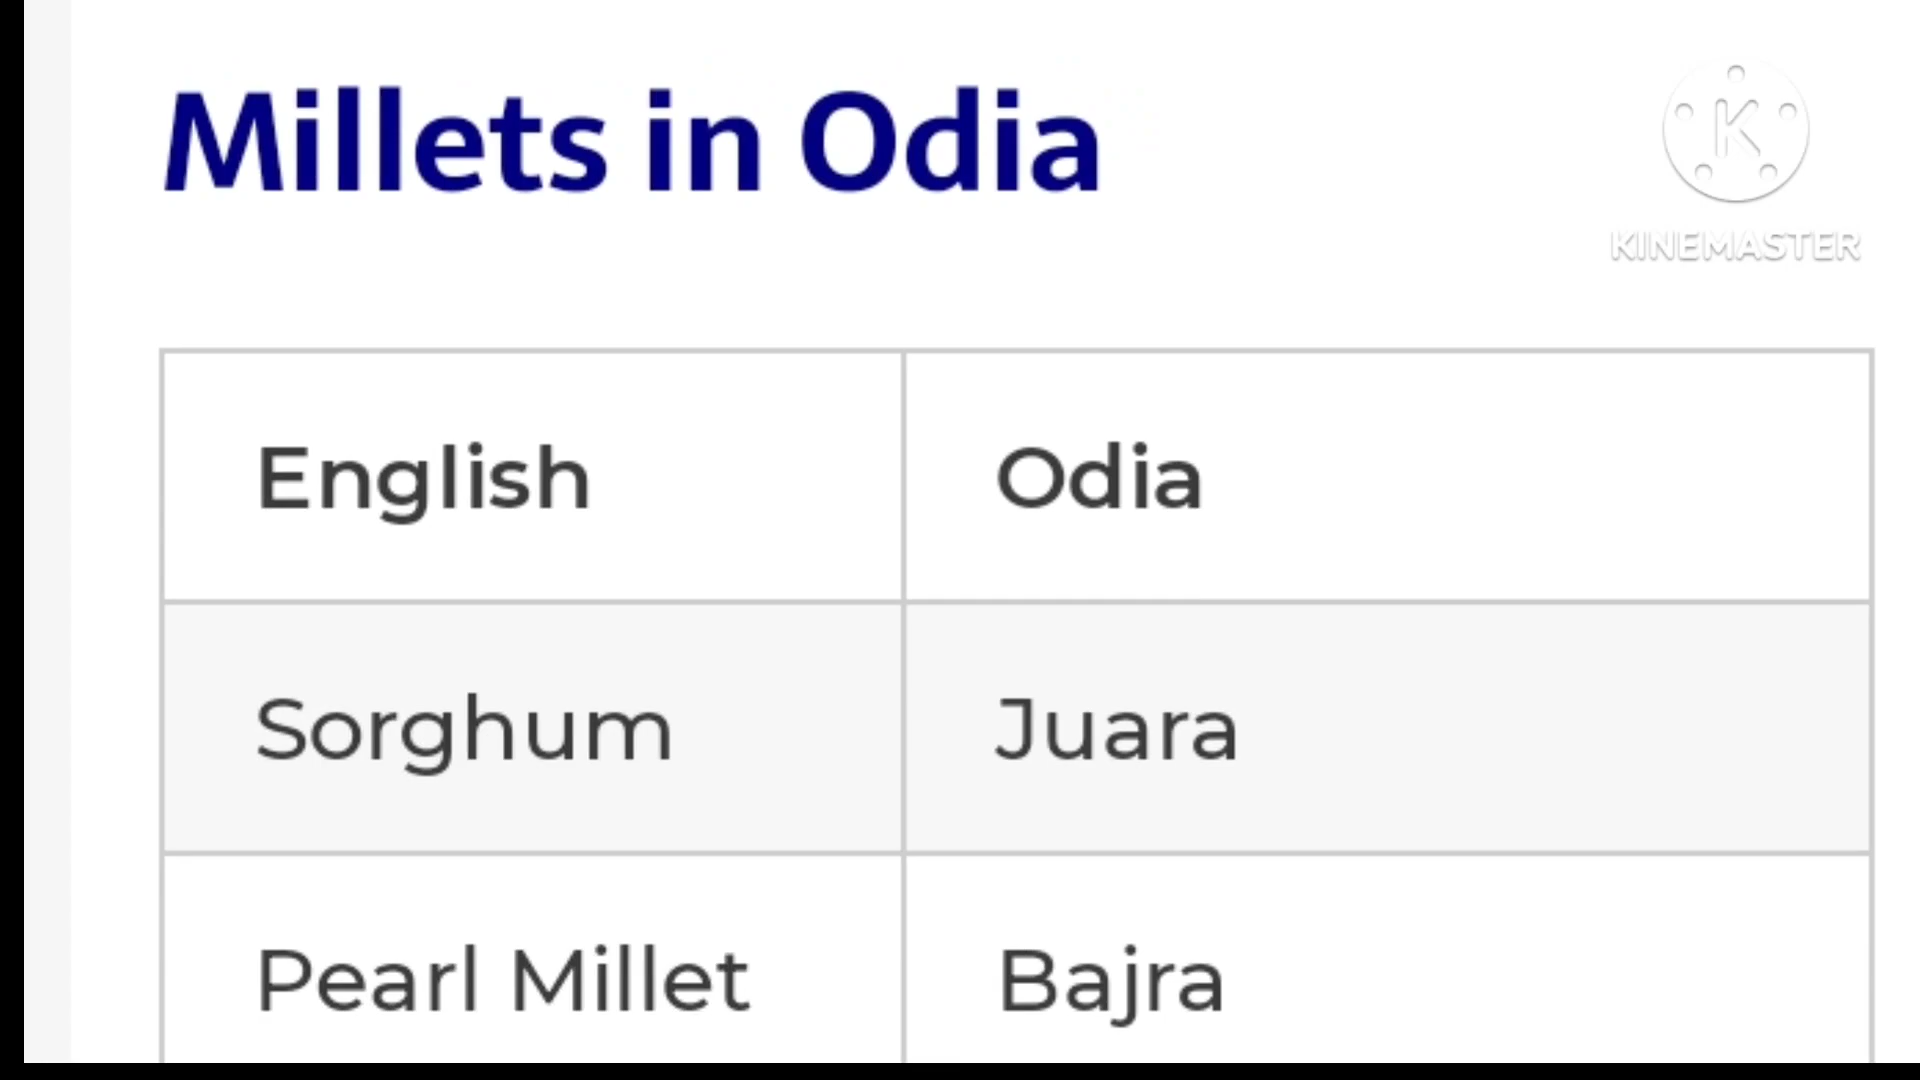 Millets in Odia
K
KINEMASTER
English Odia
Sorghum Juara
Pearl Millet Bajra